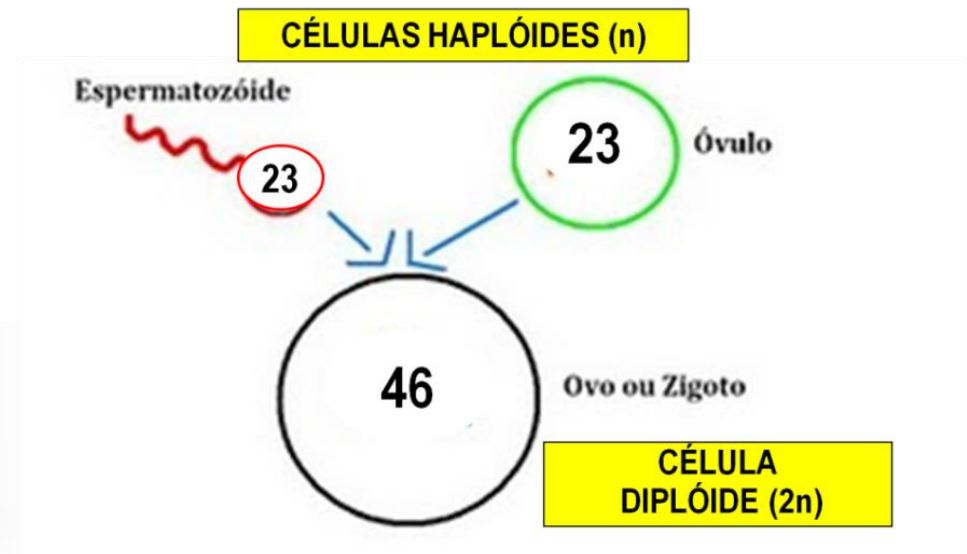 CÉLULAS HAPLÓIDES (n)
Espermatozóide
23
23
Óvulo
46
Ovo ou Zigoto
CÉLULA
DIPLÓIDE (2n)